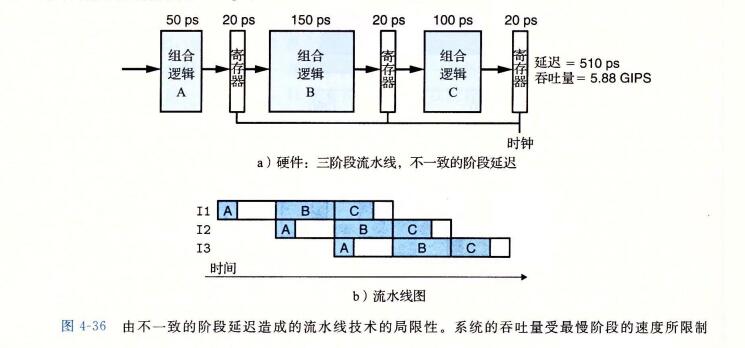 50 ps 20 ps 150 ps 20 ps 100 ps 20 ps
组合逻辑 A
寄存器
组合逻辑 B
寄存器
组合逻辑 C
寄存器
延迟 = 510 ps
吞吐量 = 5.88 GIPS
时钟
a）硬件：三阶段流水线，不一致的阶段延迟
I1 A B C
I2 A B C
I3 A B C
时间
b）流水线图
图 4-36 由不一致的阶段延迟造成的流水线技术的局限性。系统的吞吐量受最慢阶段的速度所限制